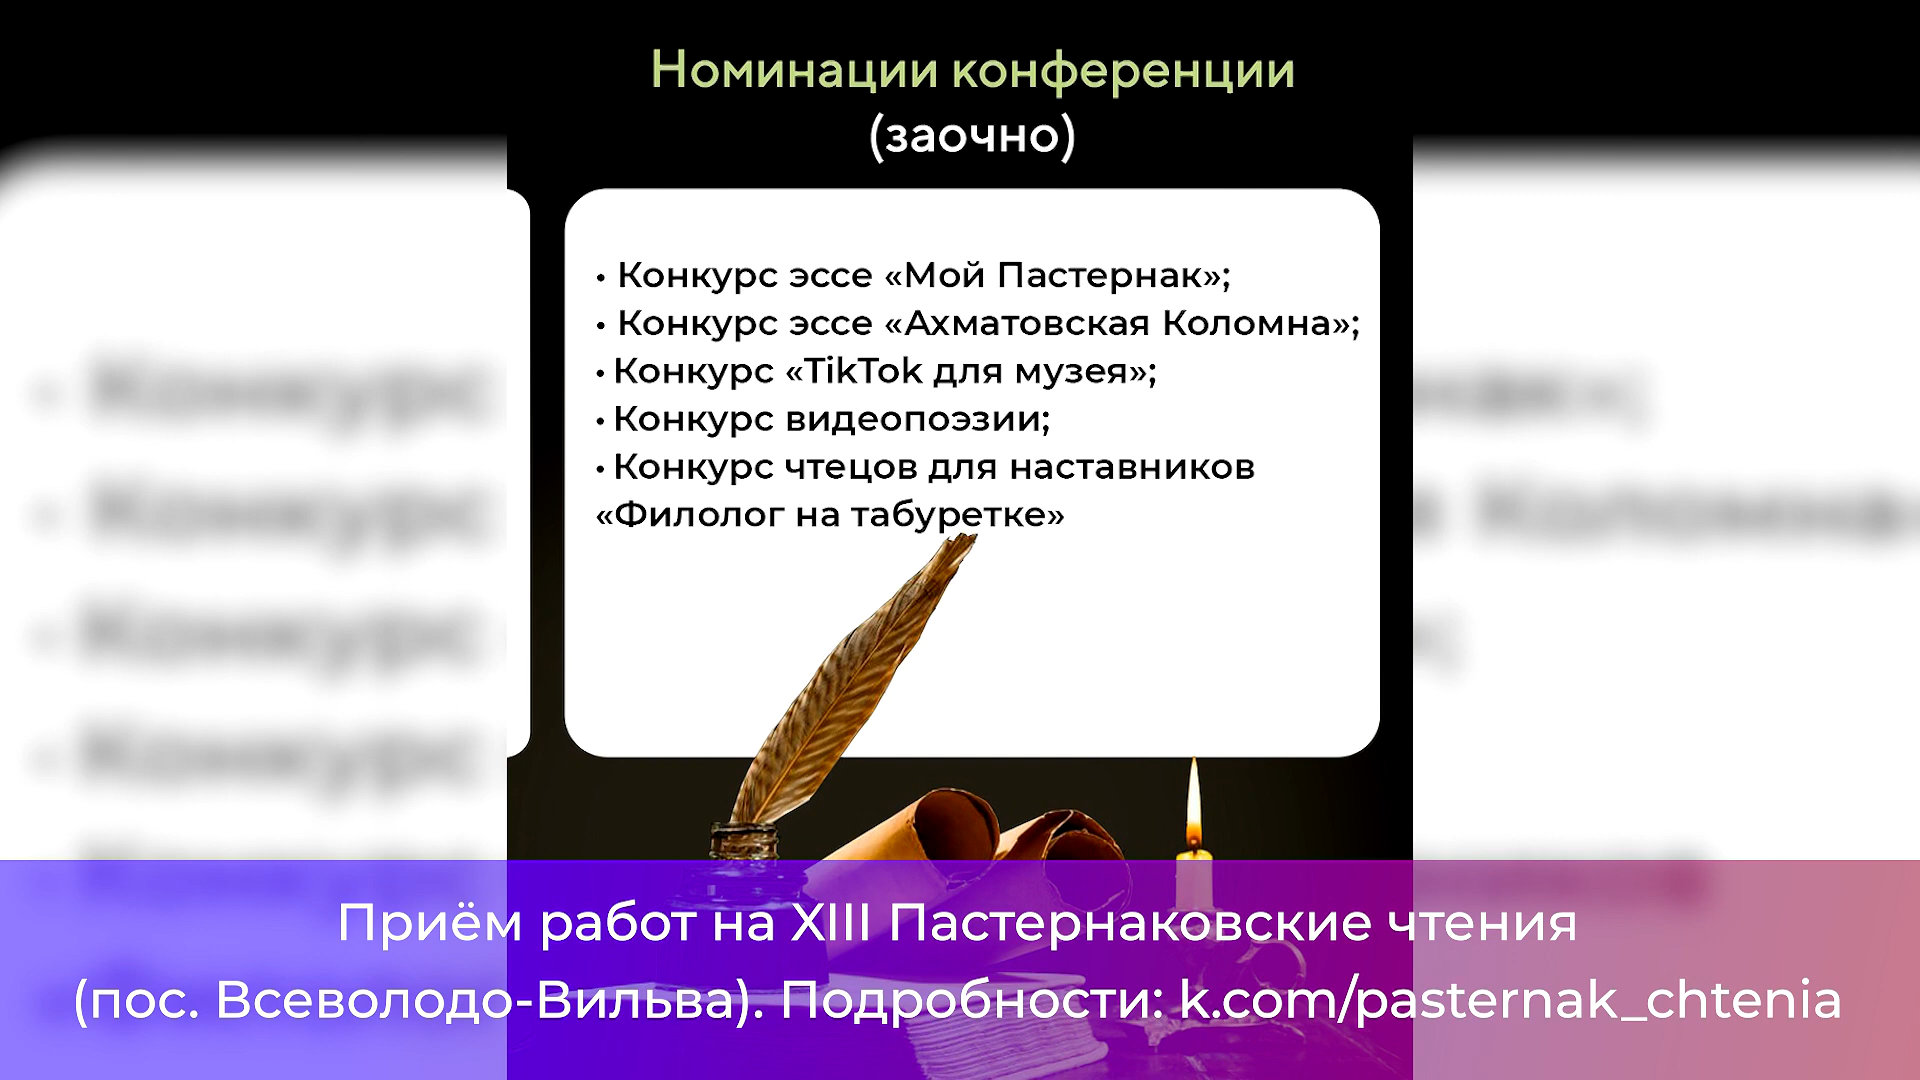 Номинации конференции
(заочно)
• Конкурс эссе «Мой Пастернак»;
• Конкурс эссе «Ахматовская Коломна»;
• Конкурс «TikTok для музея»;
• Конкурс видеопоэзии;
• Конкурс чтецов для наставников
«Филолог на табуретке»
Приём работ на XIII Пастернаковские чтения
(пос. Всеволодо-Вильва). Подробности: k.com/pasternak_chtenia